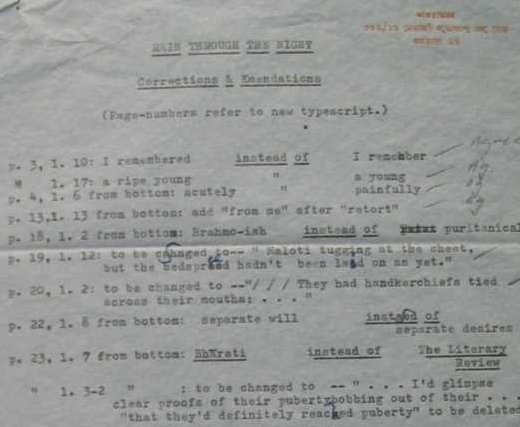 RAIN THROUGH THE NIGHT
Corrections & Emendations
(Page-numbers refer to new typescript.)
p. 3, l. 10: I remembered instead of I remember
" l. 17: a ripe young " a young
p. 4, l. 6 from bottom: acutely " painfully
p. 13,l. 13 from bottom: add "from me" after "retort"
p. 18, l. 2 from bottom: Brahmo-ish instead of puritanical
p. 19, l. 12: to be changed to-- " Maloti tugging at the sheet,
but the bedspread hadn't been laid on as yet."
p. 20, l. 2: to be changed to --"/ / / They had handkerchiefs tied
across their mouths; . . . "
p. 22, l. 8 from bottom: separate will instead of
separate desires
p. 23, l. 7 from bottom: Bharati instead of The Literary
Review
" l. 3-2 " : to be changed to -- " . . . I'd glimpse
clear proofs of their pubertybobbing out of their . . .
"that they'd definitely reached puberty" to be deleted